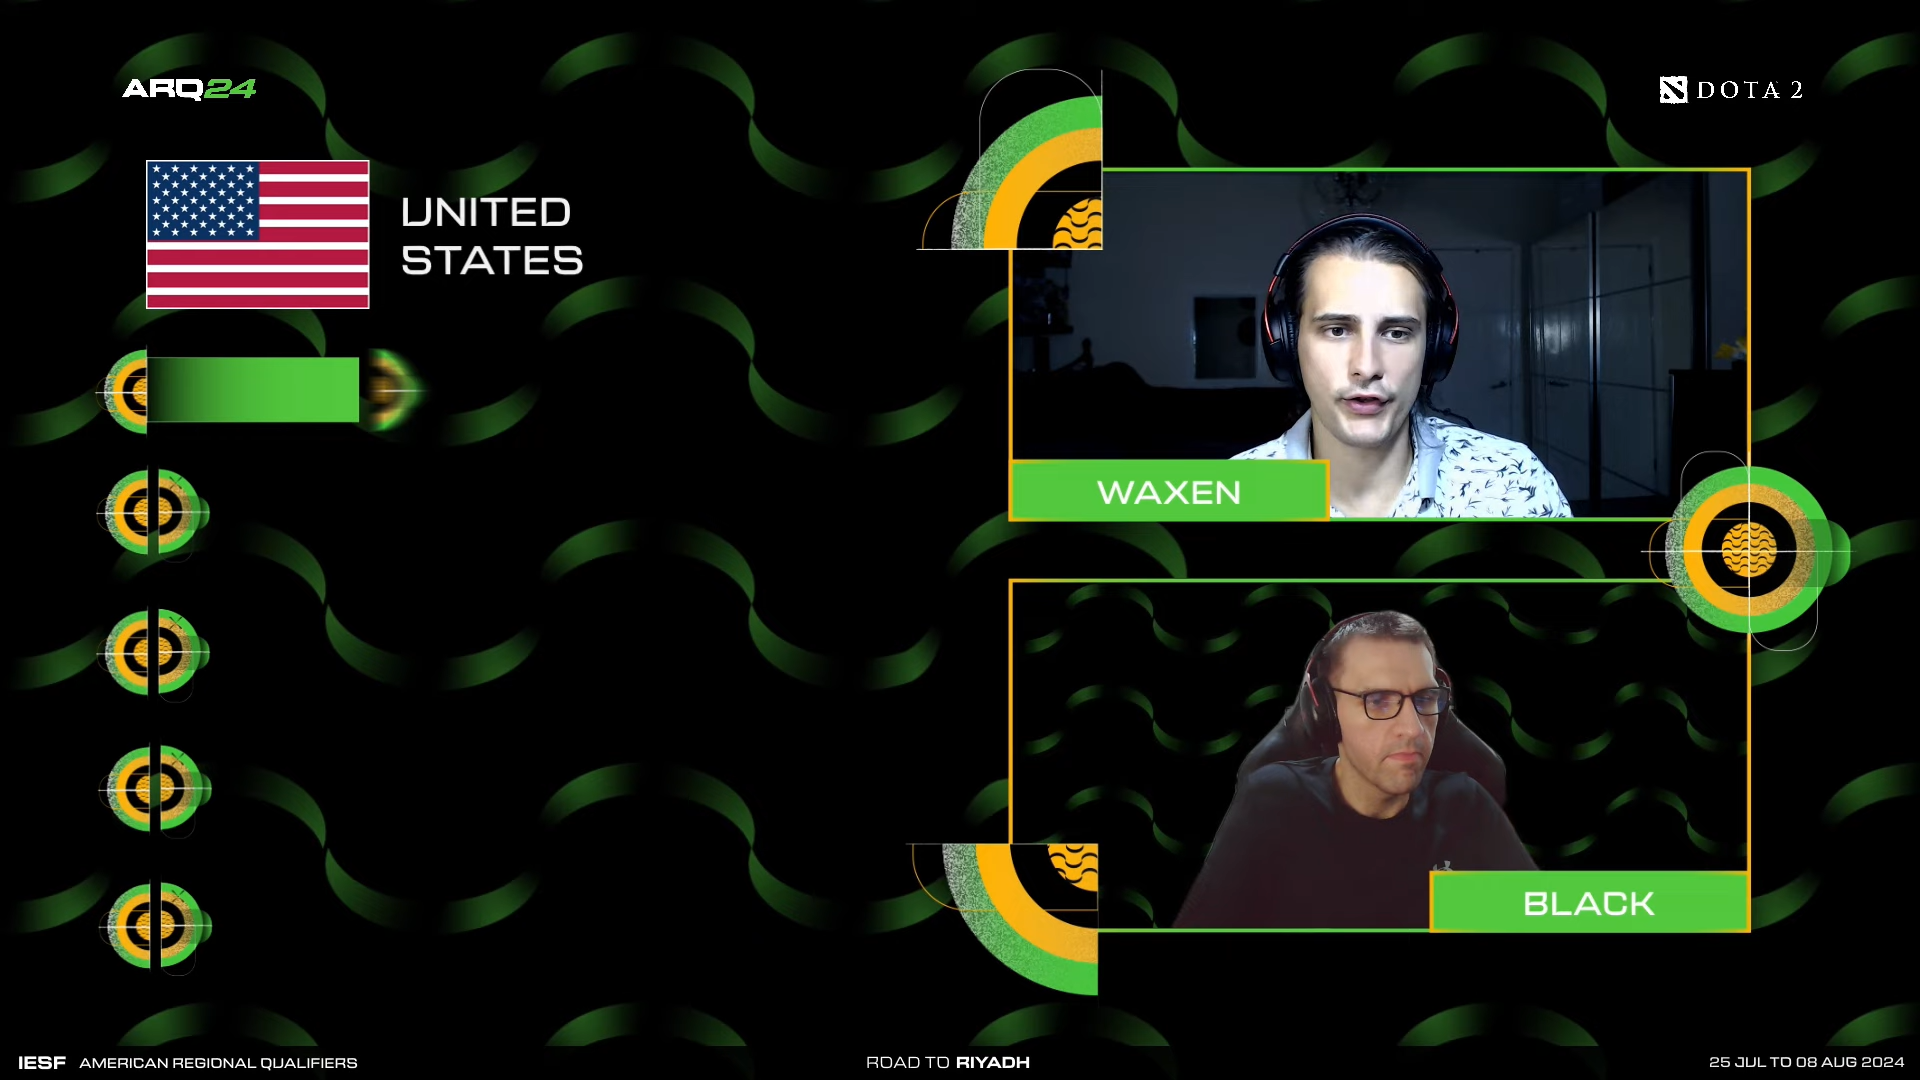 ARQ24
DOTA 2
UNITED
STATES
WAXEN
BLACK
IESF AMERICAN REGIONAL QUALIFIERS
ROAD TO RIYADH
25 JUL TO 08 AUG 2024